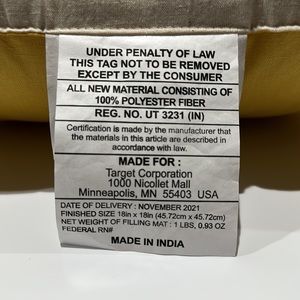 UNDER PENALTY OF LAW
THIS TAG NOT TO BE REMOVED
EXCEPT BY THE CONSUMER
ALL NEW MATERIAL CONSISTING OF
100% POLYESTER FIBER
REG. NO. UT 3231 (IN)
Certification is made by the manufacturer that
the materials in this article are described in
accordance with law.
MADE FOR :
Target Corporation
1000 Nicollet Mall
Minneapolis, MN 55403 USA
DATE OF DELIVERY : NOVEMBER 2021
FINISHED SIZE 18in x 18in (45.72cm x 45.72cm)
NET WEIGHT OF FILLING MAT : 1 LBS, 0.93 OZ
FEDERAL RN#
MADE IN INDIA